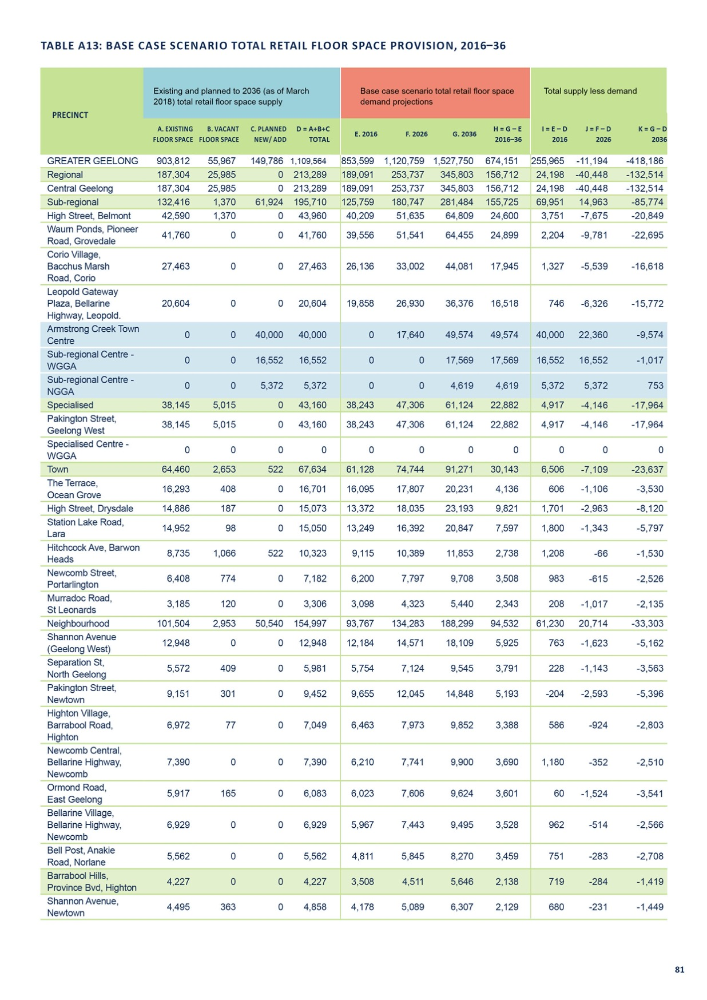 TABLE A13: BASE CASE SCENARIO TOTAL RETAIL FLOOR SPACE PROVISION, 2016–36
PRECINCT
Existing and planned to 2036 (as of March
2018) total retail floor space supply
Base case scenario total retail floor space
demand projections
Total supply less demand
A. EXISTING B. VACANT C. PLANNED D = A+B+C E. 2016 F. 2026 G. 2036 H = G – E I = E – D J = F – D K = G – D
FLOOR SPACE FLOOR SPACE NEW/ ADD TOTAL 2016–36 2016 2026 2036
GREATER GEELONG 903,812 55,967 149,786 1,109,564 853,599 1,120,759 1,527,750 674,151 255,965 -11,194 -418,186
Regional 187,304 25,985 0 213,289 189,091 253,737 345,803 156,712 24,198 -40,448 -132,514
Central Geelong 187,304 25,985 0 213,289 189,091 253,737 345,803 156,712 24,198 -40,448 -132,514
Sub-regional 132,416 1,370 61,924 195,710 125,759 180,747 281,484 155,725 69,951 14,963 -85,774
High Street, Belmont 42,590 1,370 0 43,960 40,209 51,635 64,809 24,600 3,751 -7,675 -20,849
Waurn Ponds, Pioneer
Road, Grovedale 41,760 0 0 41,760 39,556 51,541 64,455 24,899 2,204 -9,781 -22,695
Corio Village,
Bacchus Marsh 27,463 0 0 27,463 26,136 33,002 44,081 17,945 1,327 -5,539 -16,618
Road, Corio
Leopold Gateway
Plaza, Bellarine 20,604 0 0 20,604 19,858 26,930 36,376 16,518 746 -6,326 -15,772
Highway, Leopold.
Armstrong Creek Town
Centre 0 0 40,000 40,000 0 17,640 49,574 49,574 40,000 22,360 -9,574
Sub-regional Centre -
WGGA 0 0 16,552 16,552 0 0 17,569 17,569 16,552 16,552 -1,017
Sub-regional Centre -
NGGA 0 0 5,372 5,372 0 0 4,619 4,619 5,372 5,372 753
Specialised 38,145 5,015 0 43,160 38,243 47,306 61,124 22,882 4,917 -4,146 -17,964
Pakington Street,
Geelong West 38,145 5,015 0 43,160 38,243 47,306 61,124 22,882 4,917 -4,146 -17,964
Specialised Centre -
WGGA 0 0 0 0 0 0 0 0 0 0 0
Town 64,460 2,653 522 67,634 61,128 74,744 91,271 30,143 6,506 -7,109 -23,637
The Terrace,
Ocean Grove 16,293 408 0 16,701 16,095 17,807 20,231 4,136 606 -1,106 -3,530
High Street, Drysdale 14,886 187 0 15,073 13,372 18,035 23,193 9,821 1,701 -2,963 -8,120
Station Lake Road,
Lara 14,952 98 0 15,050 13,249 16,392 20,847 7,597 1,800 -1,343 -5,797
Hitchcock Ave, Barwon
Heads 8,735 1,066 522 10,323 9,115 10,389 11,853 2,738 1,208 -66 -1,530
Newcomb Street,
Portarlington 6,408 774 0 7,182 6,200 7,797 9,708 3,508 983 -615 -2,526
Murradoc Road,
St Leonards 3,185 120 0 3,306 3,098 4,323 5,440 2,343 208 -1,017 -2,135
Neighbourhood 101,504 2,953 50,540 154,997 93,767 134,283 188,299 94,532 61,230 20,714 -33,303
Shannon Avenue
(Geelong West) 12,948 0 0 12,948 12,184 14,571 18,109 5,925 763 -1,623 -5,162
Separation St,
North Geelong 5,572 409 0 5,981 5,754 7,124 9,545 3,791 228 -1,143 -3,563
Pakington Street,
Newtown 9,151 301 0 9,452 9,655 12,045 14,848 5,193 -204 -2,593 -5,396
Highton Village,
Barrabool Road, 6,972 77 0 7,049 6,463 7,973 9,852 3,388 586 -924 -2,803
Highton
Newcomb Central,
Bellarine Highway, 7,390 0 0 7,390 6,210 7,741 9,900 3,690 1,180 -352 -2,510
Newcomb
Ormond Road,
East Geelong 5,917 165 0 6,083 6,023 7,606 9,624 3,601 60 -1,524 -3,541
Bellarine Village,
Bellarine Highway, 6,929 0 0 6,929 5,967 7,443 9,495 3,528 962 -514 -2,566
Newcomb
Bell Post, Anakie
Road, Norlane 5,562 0 0 5,562 4,811 5,845 8,270 3,459 751 -283 -2,708
Barrabool Hills,
Province Bvd, Highton 4,227 0 0 4,227 3,508 4,511 5,646 2,138 719 -284 -1,419
Shannon Avenue,
Newtown 4,495 363 0 4,858 4,178 5,089 6,307 2,129 680 -231 -1,449
81